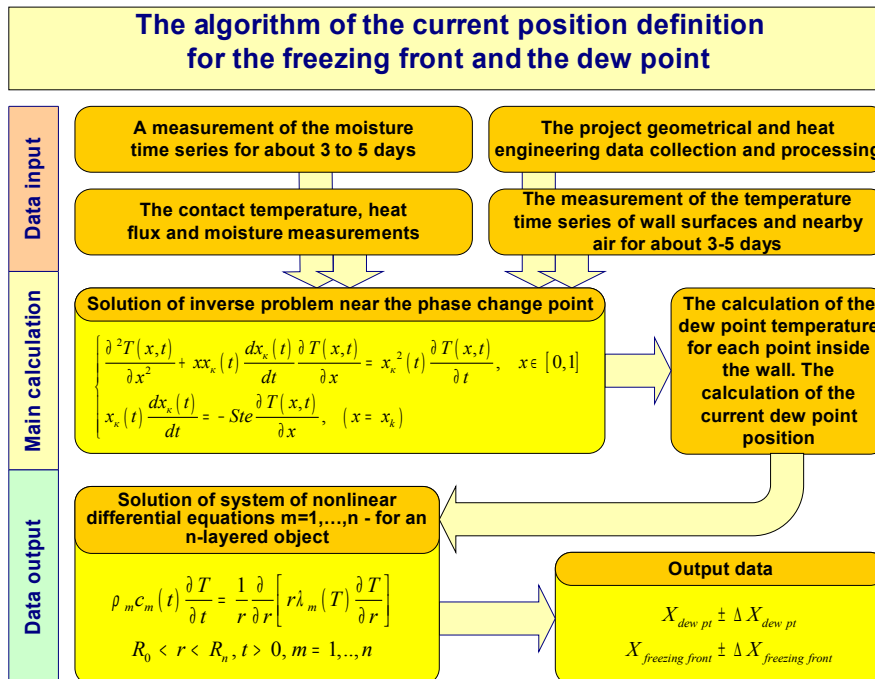 The algorithm of the current position definition
for the freezing front and the dew point
Data input
A measurement of the moisture
time series for about 3 to 5 days
The project geometrical and heat
engineering data collection and processing
The contact temperature, heat
flux and moisture measurements
The measurement of the temperature
time series of wall surfaces and nearby
air for about 3-5 days
Main calculation
Solution of inverse problem near the phase change point
∂²T(x,t)/∂x² + xx_κ(t) dx_κ(t)/dt ∂T(x,t)/∂x = x_κ²(t) ∂T(x,t)/∂t, x∈[0,1]
x_κ(t) dx_κ(t)/dt = - Ste ∂T(x,t)/∂x, (x = x_k)
The calculation of the
dew point temperature
for each point inside
the wall. The
calculation of the
current dew point
position
Data output
Solution of system of nonlinear
differential equations m=1,…,n - for an
n-layered object
ρ_m c_m(t) ∂T/∂t = 1/r ∂/∂r [rλ_m(T) ∂T/∂r]
R_0 < r < R_n, t > 0, m = 1,..,n
Output data
X_dew pt ± Δ X_dew pt
X_freezing front ± Δ X_freezing front